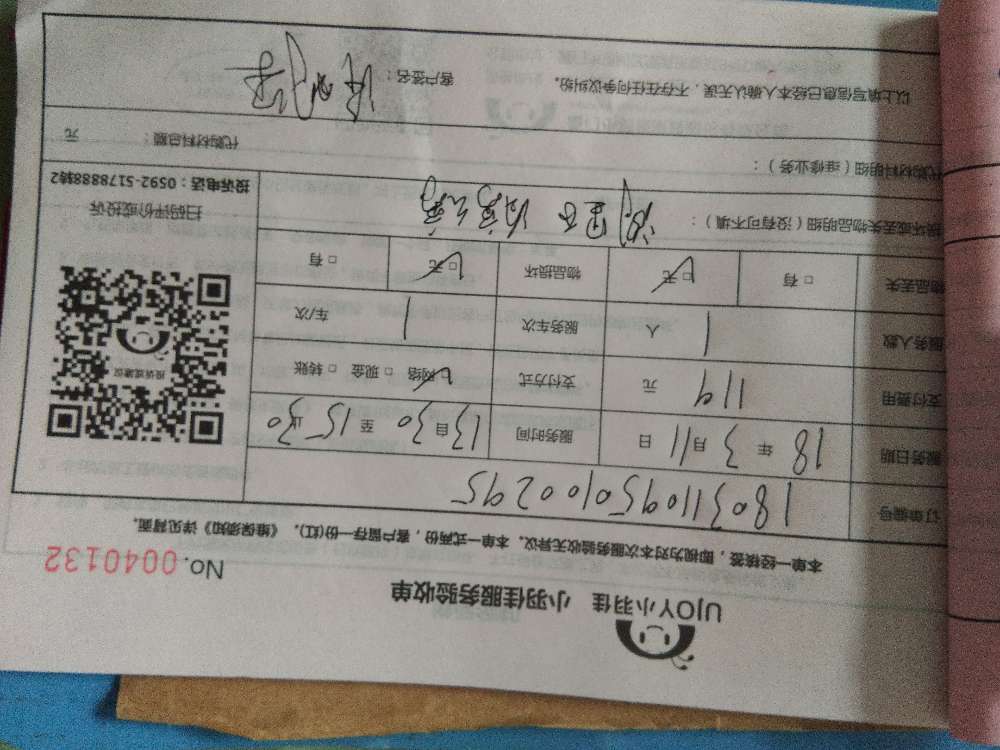 UJOY小羽佳 小羽佳服务验收单
No.0040132
本单一经核签,即视为对本次服务验收无异议。本单一式两份,客户留存一份(红)。《维保须知》详见背面。
订单编号 1803110950100295
服务日期 18 年 3 月 11 日 服务时间 13 30 自 至 15 30
支付费用 119 元 支付方式 □网络 □现金 □转账
服务人数 1 人 服务车次 1 车/次
物品丢失 □有 □无 物品损坏 □无 □有
投诉或建议
扫码评价或投诉
投诉电话:0592-5178888转2
损坏或丢失物品明细(没有可不填):
代购材料明细(维修业务): 代购材料总额: 元
以上填写信息已经本人确认无误,不存在任何争议纠纷。 客户签名: